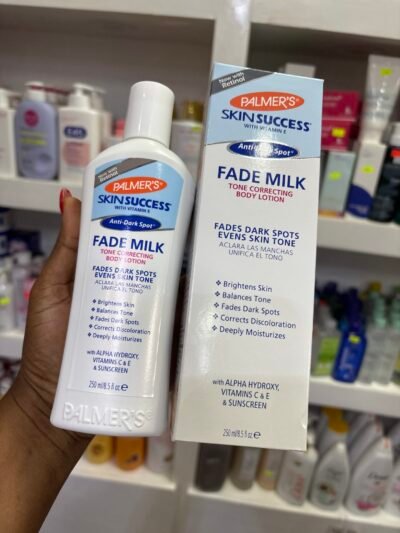 Now with
Retinol
PALMER'S®
SKIN SUCCESS®
WITH VITAMIN E
Anti-Dark Spot®
FADE MILK
TONE CORRECTING
BODY LOTION
FADES DARK SPOTS
EVENS SKIN TONE
ACLARA LAS MANCHAS
UNIFICA EL TONO
❖ Brightens Skin
❖ Balances Tone
❖ Fades Dark Spots
❖ Corrects Discoloration
❖ Deeply Moisturizes
with ALPHA HYDROXY,
VITAMINS C & E
& SUNSCREEN
250 ml/8.5 fl oz e
PALMER'S®
Now with
Retinol
PALMER'S®
SKIN SUCCESS®
WITH VITAMIN E
Anti-Dark Spot®
FADE MILK
TONE CORRECTING
BODY LOTION
FADES DARK SPOTS
EVENS SKIN TONE
ACLARA LAS MANCHAS
UNIFICA EL TONO
❖ Brightens Skin
❖ Balances Tone
❖ Fades Dark Spots
❖ Corrects Discoloration
❖ Deeply Moisturizes
with ALPHA HYDROXY,
VITAMINS C & E
& SUNSCREEN
250 ml/8.5 fl oz e